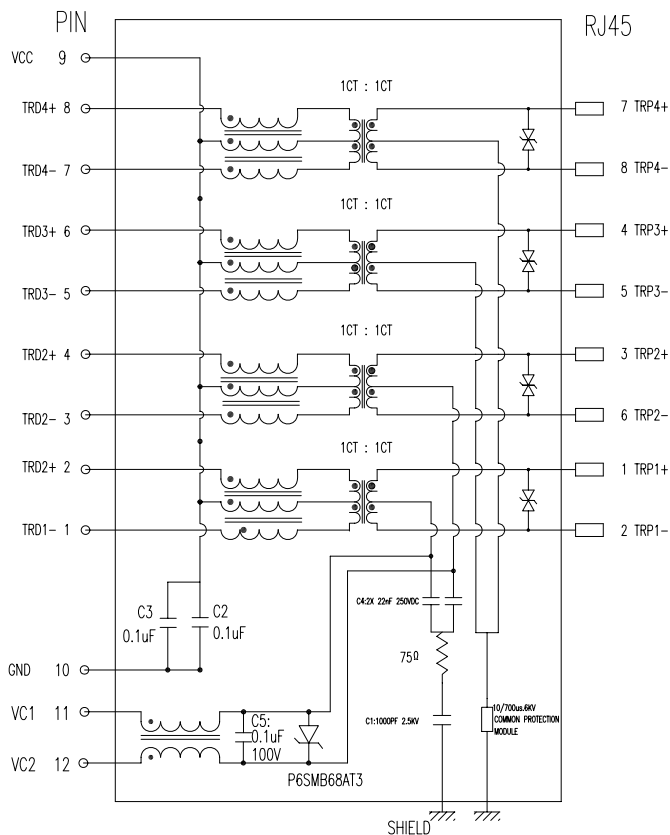 PIN
RJ45
VCC 9
1CT : 1CT
TRD4+ 8
7 TRP4+
TRD4- 7
8 TRP4-
1CT : 1CT
TRD3+ 6
4 TRP3+
TRD3- 5
5 TRP3-
1CT : 1CT
TRD2+ 4
3 TRP2+
TRD2- 3
6 TRP2-
1CT : 1CT
TRD2+ 2
1 TRP1+
TRD1- 1
2 TRP1-
C4:2X 22nF 250VDC
C3
0.1uF
C2
0.1uF
75Ω
GND 10
VC1 11
C5:
0.1uF
100V
C1:1000PF 2.5KV
10/700us.6KV
COMMON PROTECTION
MODULE
VC2 12
P6SMB68AT3
SHIELD